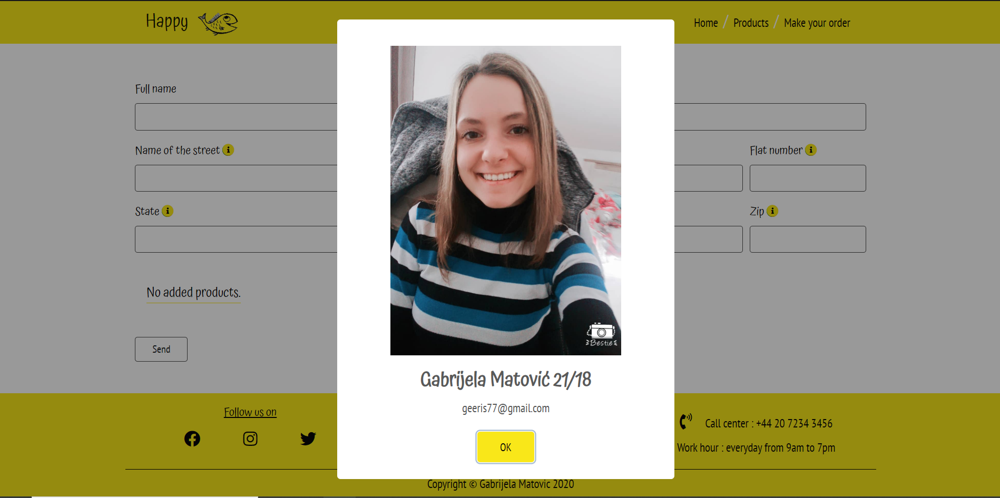 Happy
Home / Products / Make your order
Full name
Name of the street i
Flat number i
State i
Zip i
No added products.
Send
Bestie
Gabrijela Matović 21/18
geeris77@gmail.com
OK
Follow us on
Call center : +44 20 7234 3456
Work hour : everyday from 9am to 7pm
Copyright © Gabrijela Matovic 2020